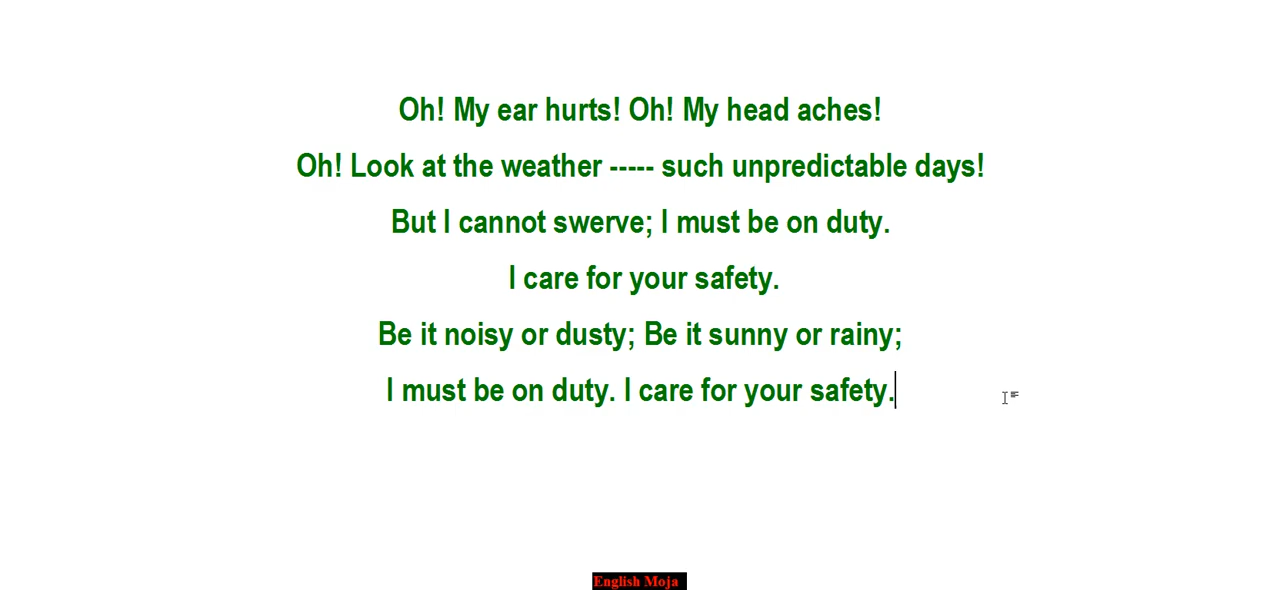 Oh! My ear hurts! Oh! My head aches!
Oh! Look at the weather ----- such unpredictable days!
But I cannot swerve; I must be on duty.
I care for your safety.
Be it noisy or dusty; Be it sunny or rainy;
I must be on duty. I care for your safety.
English Moja